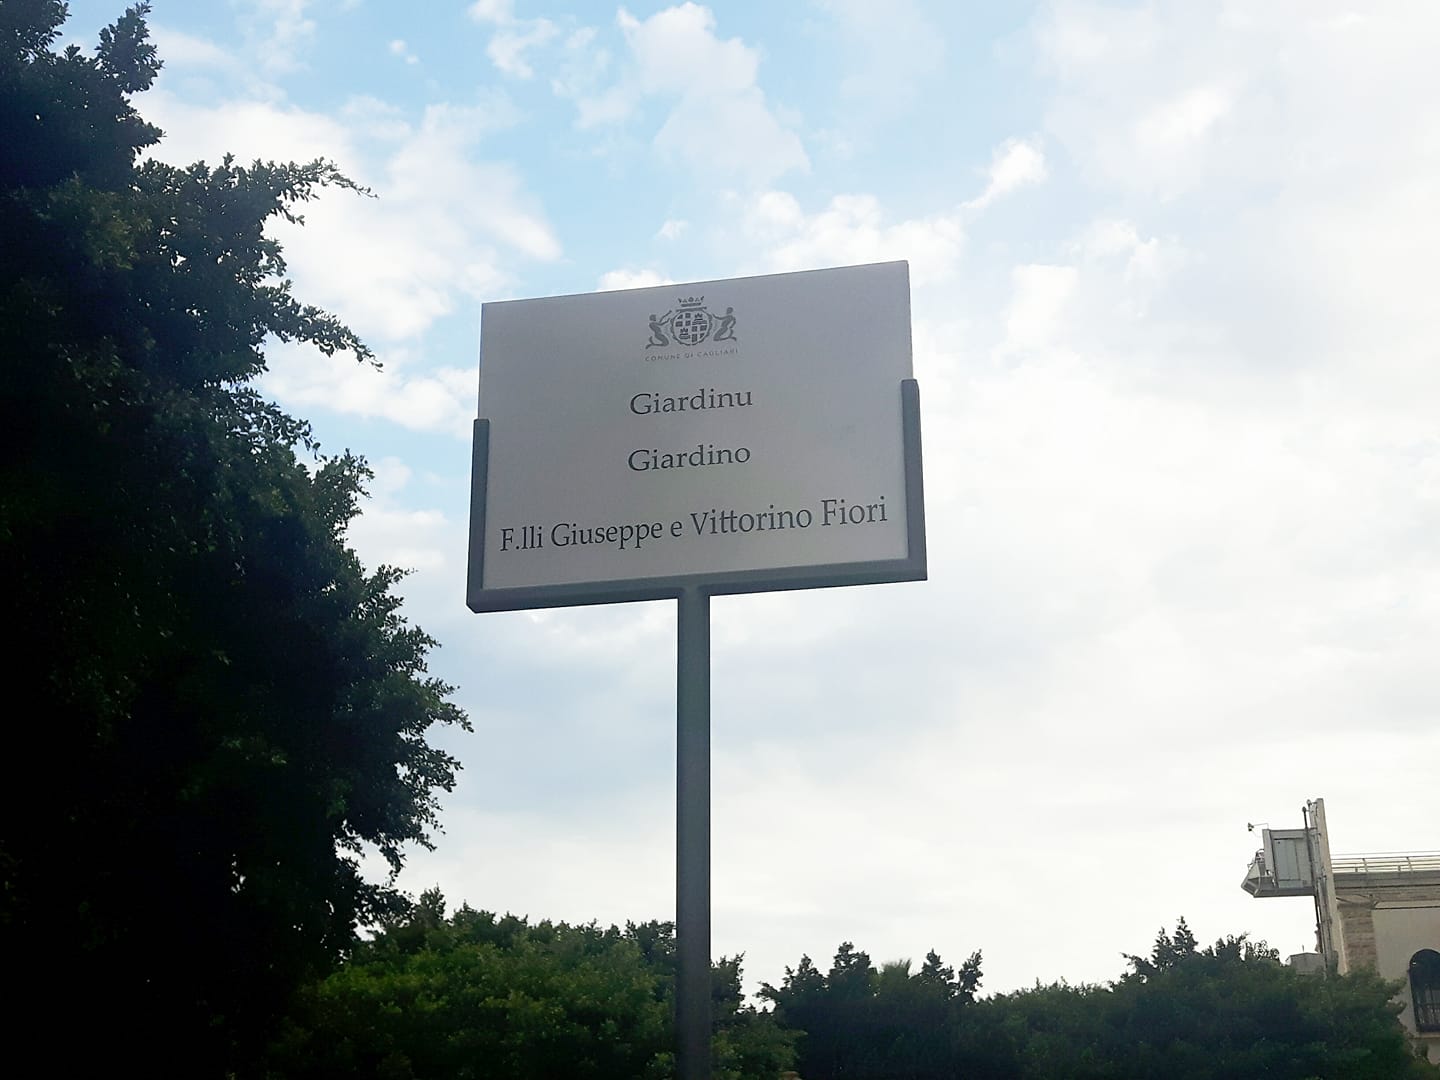 COMUNE DI CAGLIARI
Giardinu
Giardino
F.lli Giuseppe e Vittorino Fiori